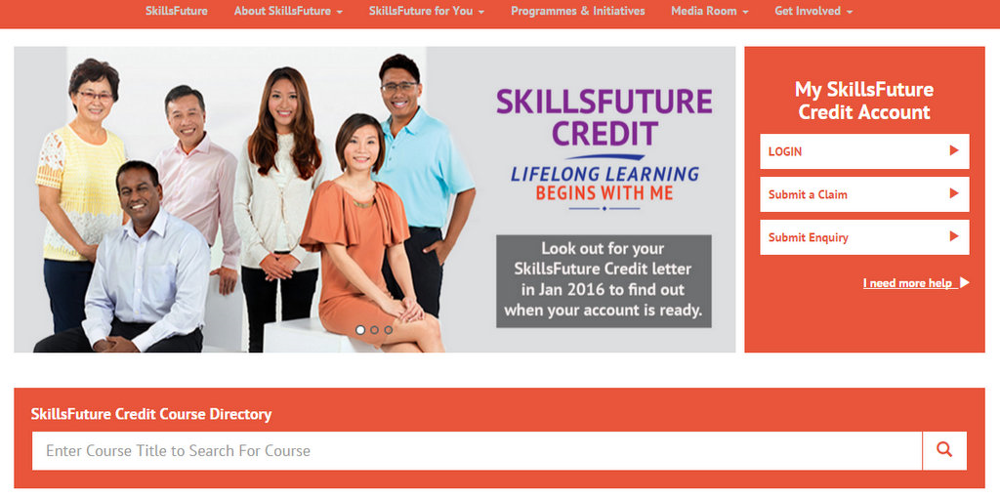 SkillsFuture About SkillsFuture SkillsFuture for You Programmes & Initiatives Media Room Get Involved
SKILLSFUTURE
CREDIT
LIFELONG LEARNING
BEGINS WITH ME
Look out for your
SkillsFuture Credit letter
in Jan 2016 to find out
when your account is ready.
My SkillsFuture
Credit Account
LOGIN
Submit a Claim
Submit Enquiry
I need more help
SkillsFuture Credit Course Directory
Enter Course Title to Search For Course